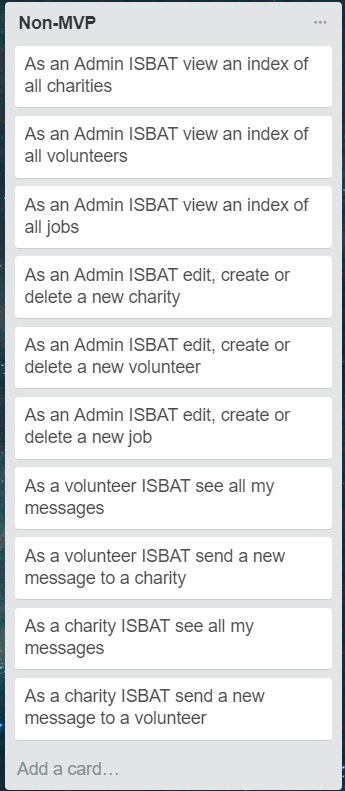 Non-MVP
As an Admin ISBAT view an index of
all charities
As an Admin ISBAT view an index of
all volunteers
As an Admin ISBAT view an index of
all jobs
As an Admin ISBAT edit, create or
delete a new charity
As an Admin ISBAT edit, create or
delete a new volunteer
As an Admin ISBAT edit, create or
delete a new job
As a volunteer ISBAT see all my
messages
As a volunteer ISBAT send a new
message to a charity
As a charity ISBAT see all my
messages
As a charity ISBAT send a new
message to a volunteer
Add a card…